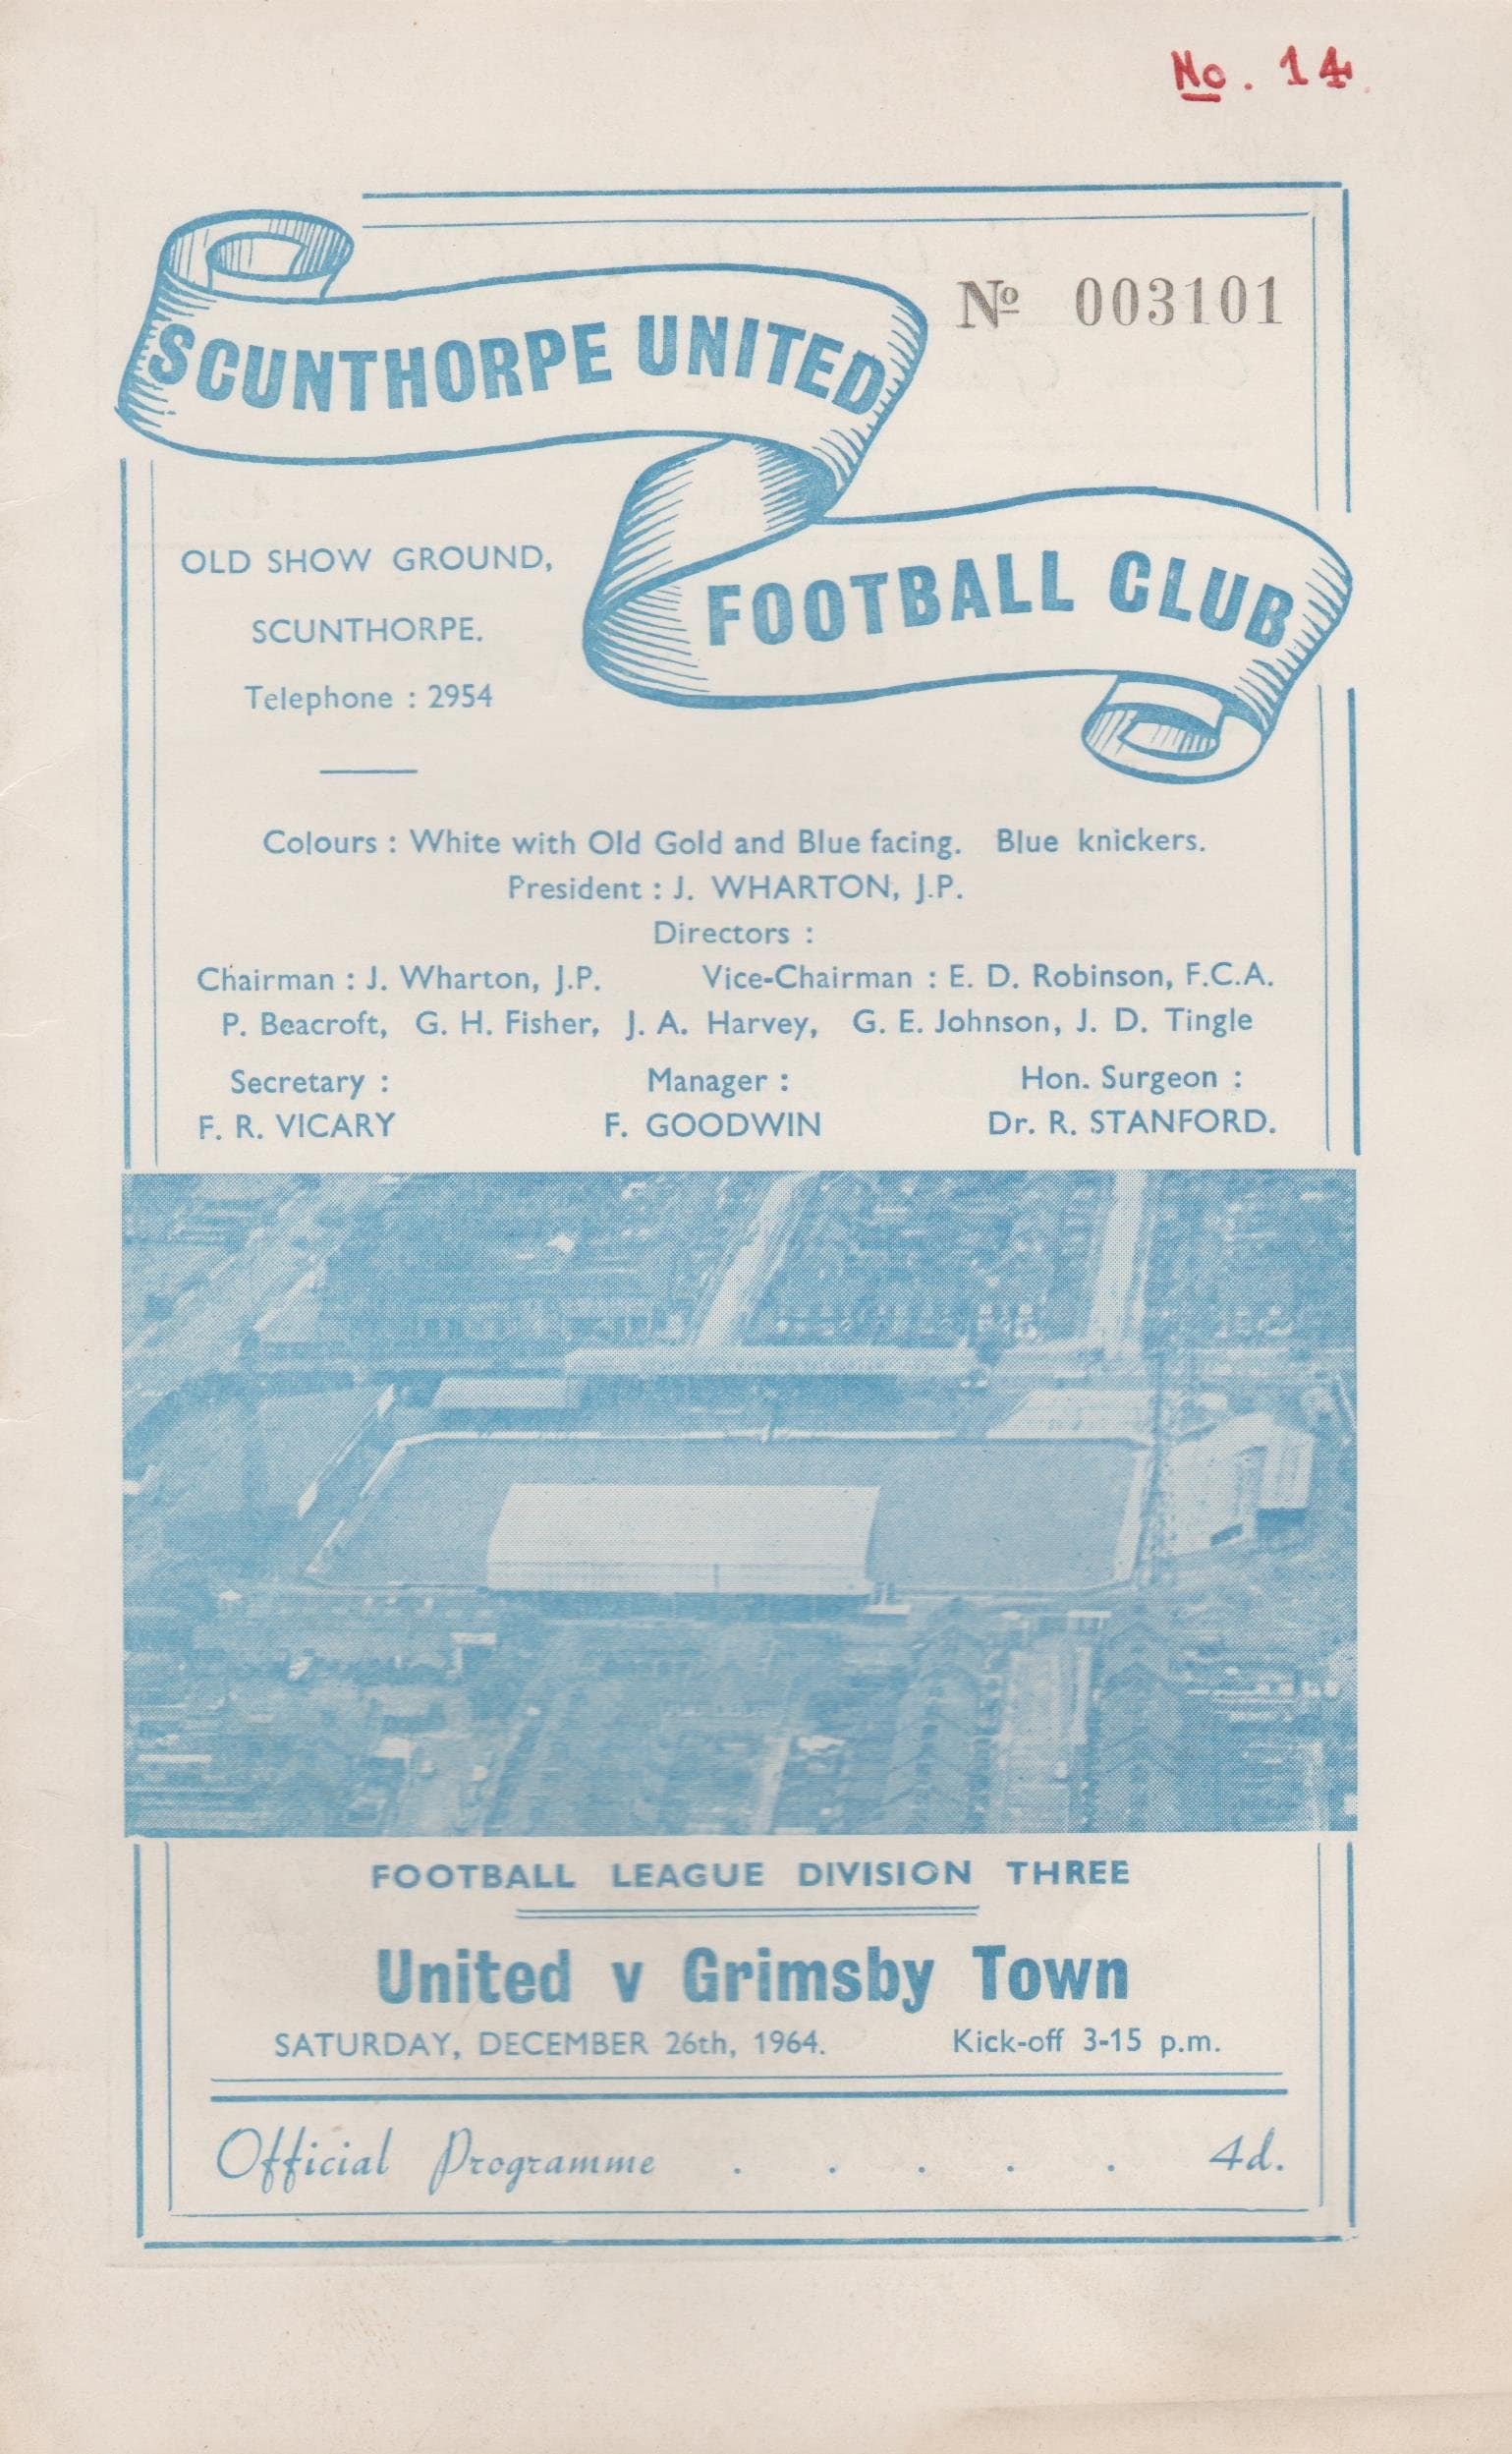 No. 14
SCUNTHORPE UNITED
Nº 003101
FOOTBALL CLUB
OLD SHOW GROUND,
SCUNTHORPE.
Telephone : 2954
Colours : White with Old Gold and Blue facing. Blue knickers.
President : J. WHARTON, J.P.
Directors :
Chairman : J. Wharton, J.P. Vice-Chairman : E. D. Robinson, F.C.A.
P. Beacroft, G. H. Fisher, J. A. Harvey, G. E. Johnson, J. D. Tingle
Secretary : Manager : Hon. Surgeon :
F. R. VICARY F. GOODWIN Dr. R. STANFORD.
FOOTBALL LEAGUE DIVISION THREE
United v Grimsby Town
SATURDAY, DECEMBER 26th, 1964. Kick-off 3-15 p.m.
Official Programme . . . . . 4d.